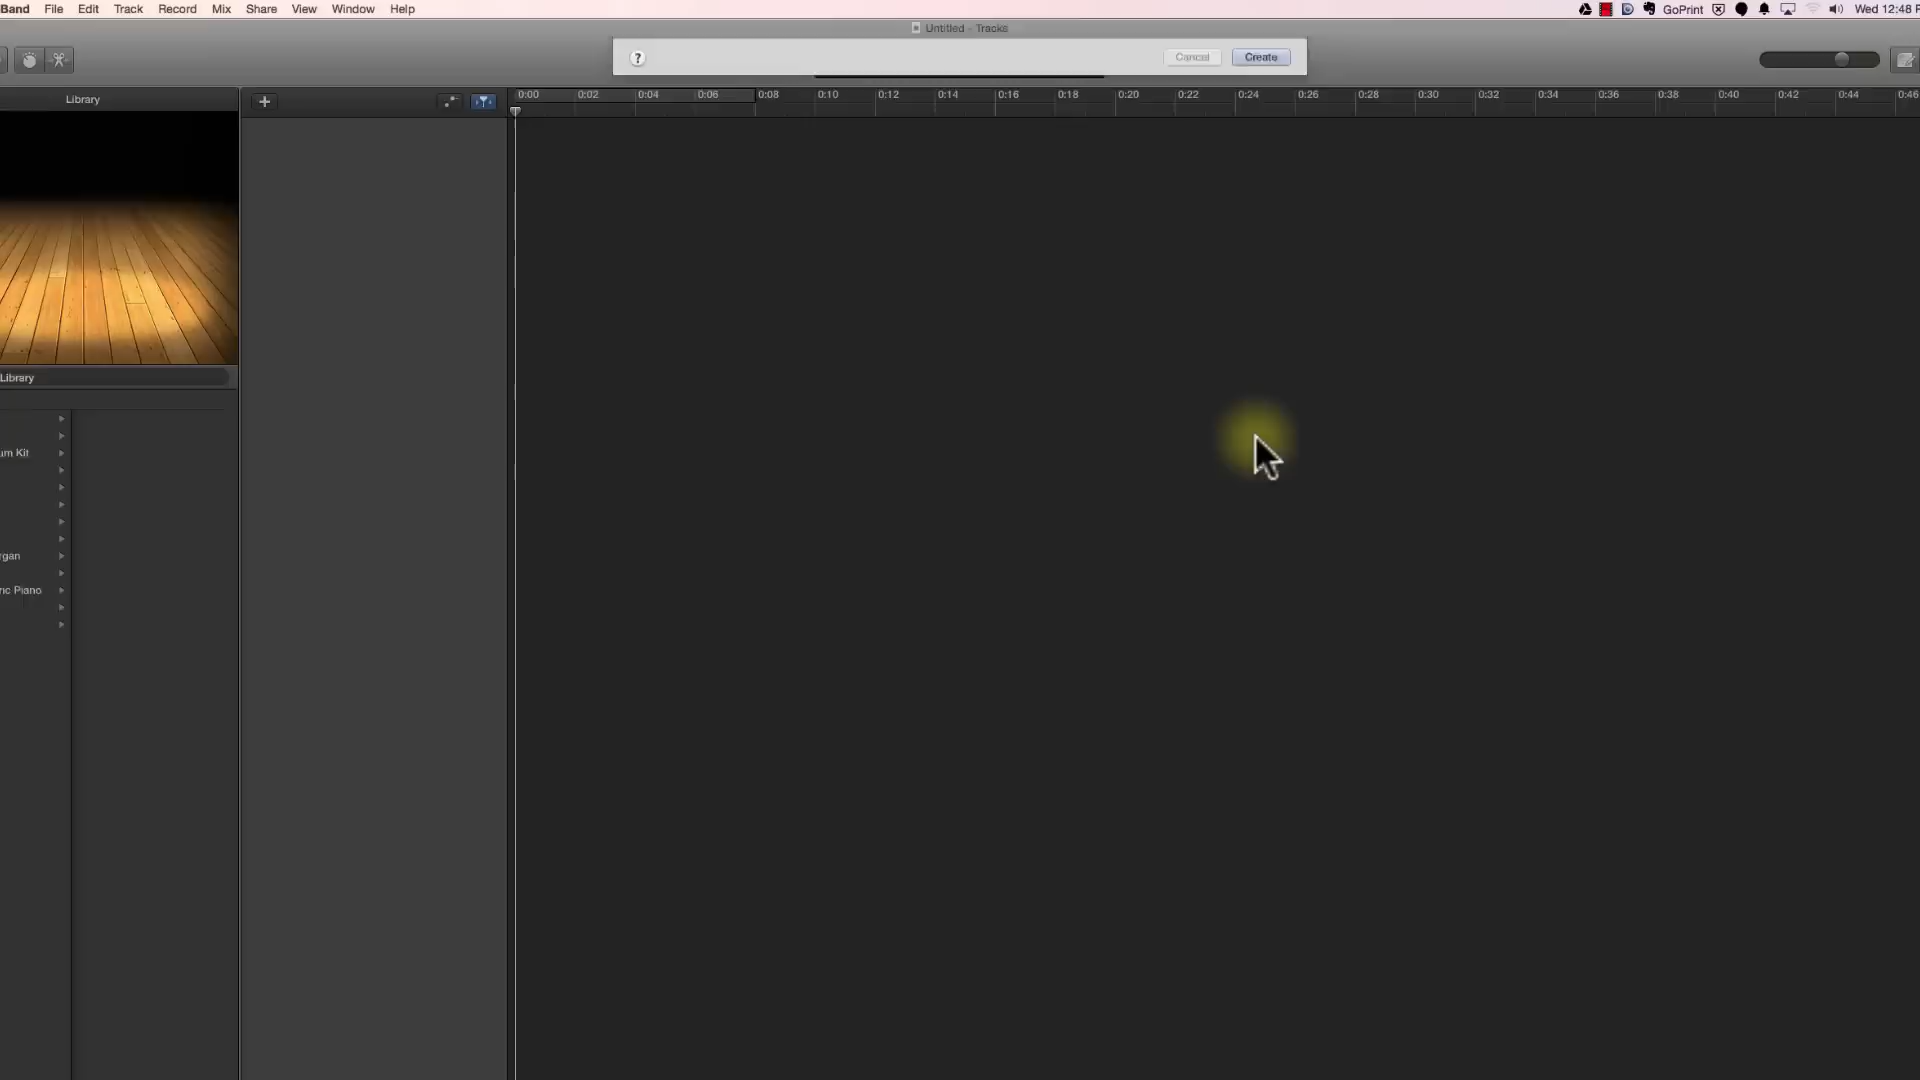 Band File Edit Track Record Mix Share View Window Help GoPrint Wed 12:48
Untitled - Tracks
? Cancel Create
Library
0:00 0:02 0:04 0:06 0:08 0:10 0:12 0:14 0:16 0:18 0:20 0:22 0:24 0:26 0:28 0:30 0:32 0:34 0:36 0:38 0:40 0:42 0:44 0:46
Library
um Kit
rgan
nc Piano